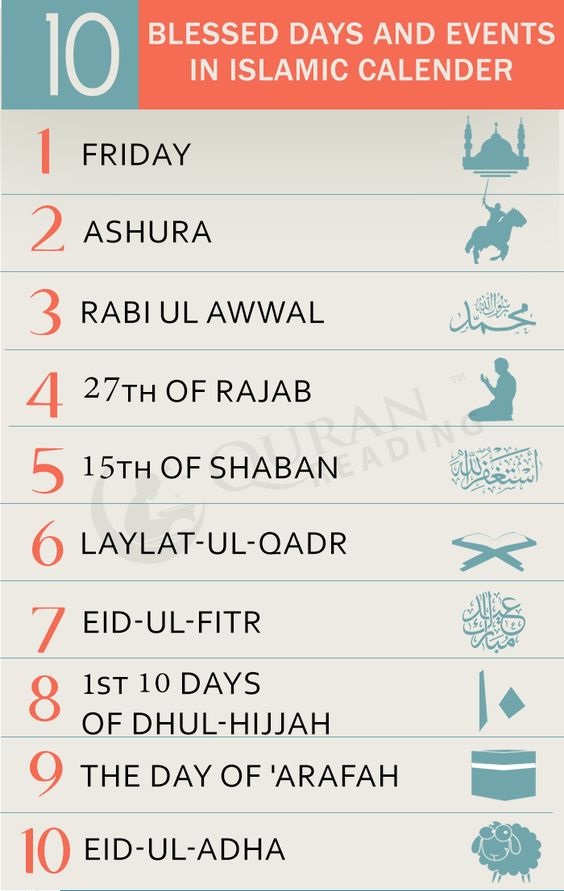 10
BLESSED DAYS AND EVENTS
IN ISLAMIC CALENDER
1 FRIDAY
2 ASHURA
3 RABI UL AWWAL
محمد رسول الله
4 27TH OF RAJAB
QURAN READING ™
5 15TH OF SHABAN
أستغفر الله
6 LAYLAT-UL-QADR
7 EID-UL-FITR
عيد مبارك
8 1ST 10 DAYS
OF DHUL-HIJJAH
١٠
9 THE DAY OF 'ARAFAH
10 EID-UL-ADHA